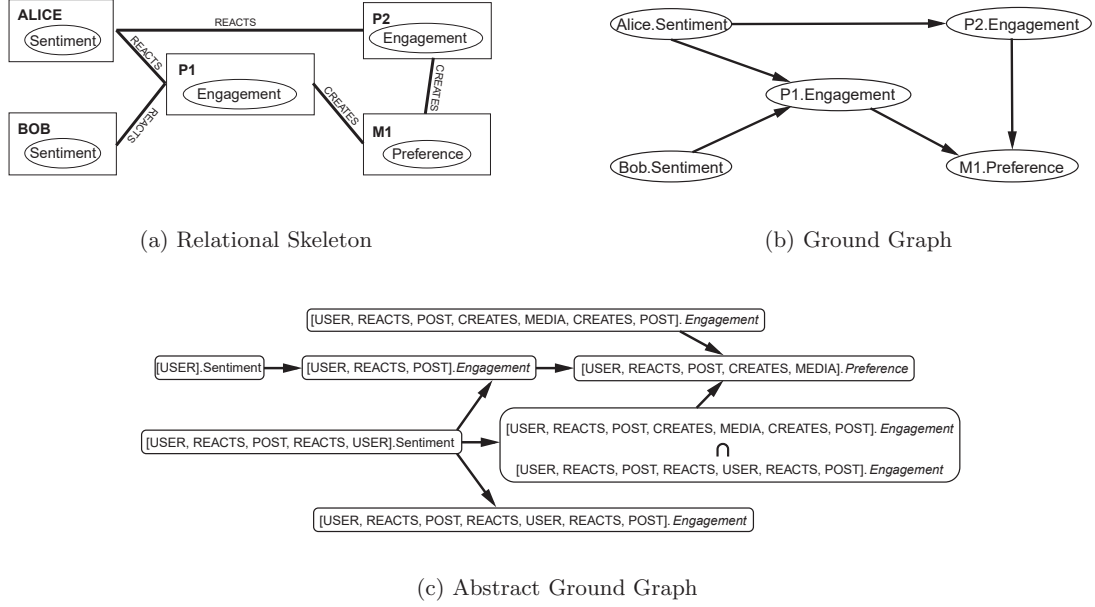 ALICE
Sentiment
REACTS
P2
Engagement
REACTS
P1
Engagement
CREATES
CREATES
REACTS
BOB
Sentiment
M1
Preference
(a) Relational Skeleton
Alice.Sentiment
P2.Engagement
P1.Engagement
Bob.Sentiment
M1.Preference
(b) Ground Graph
[USER, REACTS, POST, CREATES, MEDIA, CREATES, POST].Engagement
[USER].Sentiment
[USER, REACTS, POST].Engagement
[USER, REACTS, POST, CREATES, MEDIA].Preference
[USER, REACTS, POST, REACTS, USER].Sentiment
[USER, REACTS, POST, CREATES, MEDIA, CREATES, POST].Engagement
∩
[USER, REACTS, POST, REACTS, USER, REACTS, POST].Engagement
[USER, REACTS, POST, REACTS, USER, REACTS, POST].Engagement
(c) Abstract Ground Graph